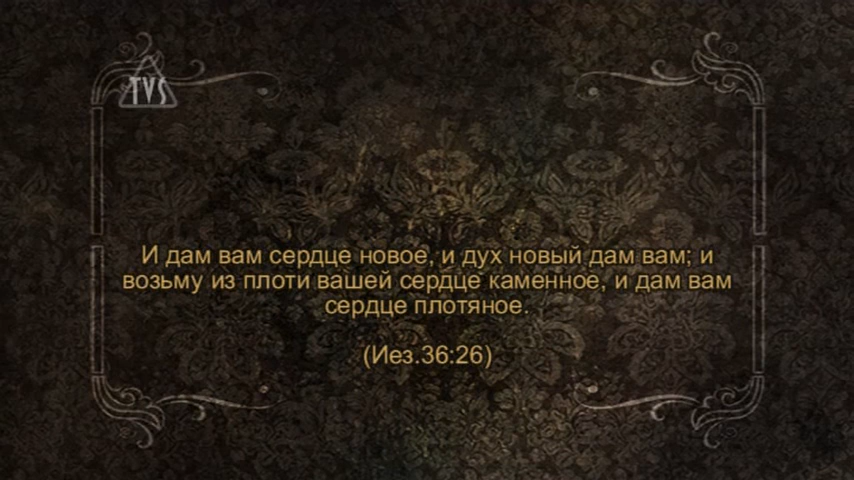 TVS
И дам вам сердце новое, и дух новый дам вам; и
возьму из плоти вашей сердце каменное, и дам вам
сердце плотяное.
(Иез.36:26)